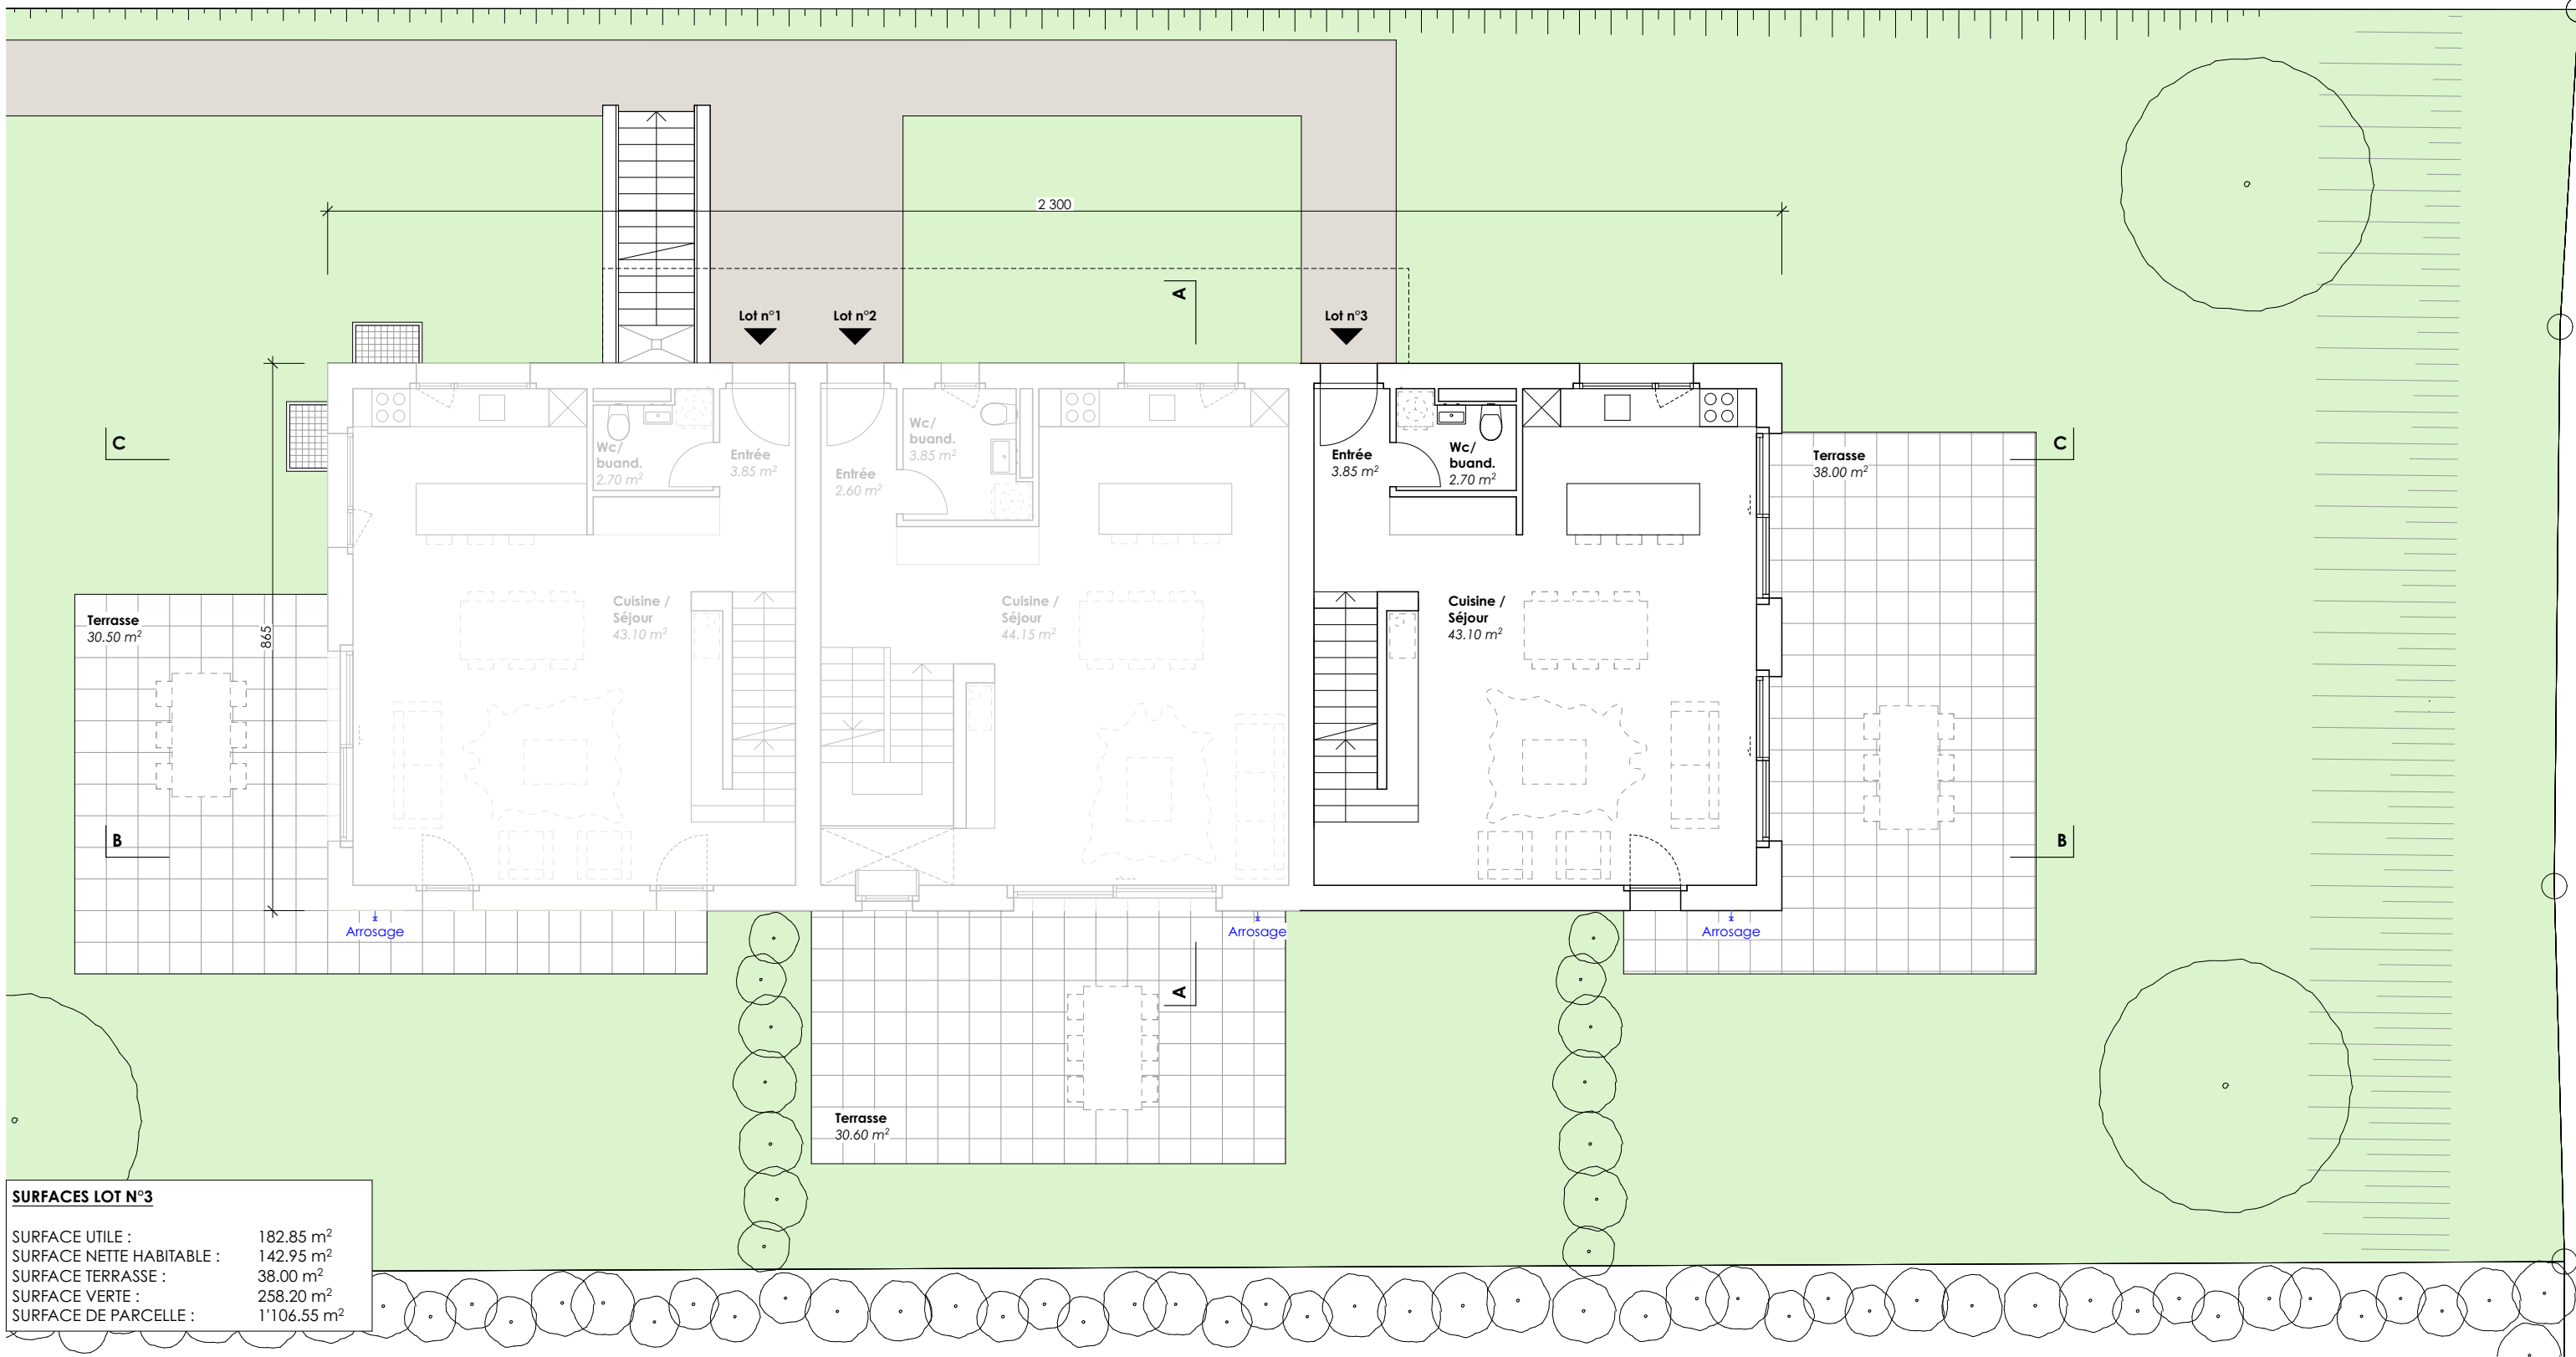 2 300
A
Lot n°1
Lot n°2
Lot n°3
C
Wc/
buand.
2.70 m²
Entrée
3.85 m²
Entrée
2.60 m²
Wc/
buand.
3.85 m²
Entrée
3.85 m²
Wc/
buand.
2.70 m²
Terrasse
38.00 m²
C
Terrasse
30.50 m²
865
Cuisine /
Séjour
43.10 m²
Cuisine /
Séjour
44.15 m²
Cuisine /
Séjour
43.10 m²
B
B
Arrosage
Arrosage
Arrosage
A
Terrasse
30.60 m²
SURFACES LOT N°3
SURFACE UTILE : 182.85 m²
SURFACE NETTE HABITABLE : 142.95 m²
SURFACE TERRASSE : 38.00 m²
SURFACE VERTE : 258.20 m²
SURFACE DE PARCELLE : 1'106.55 m²